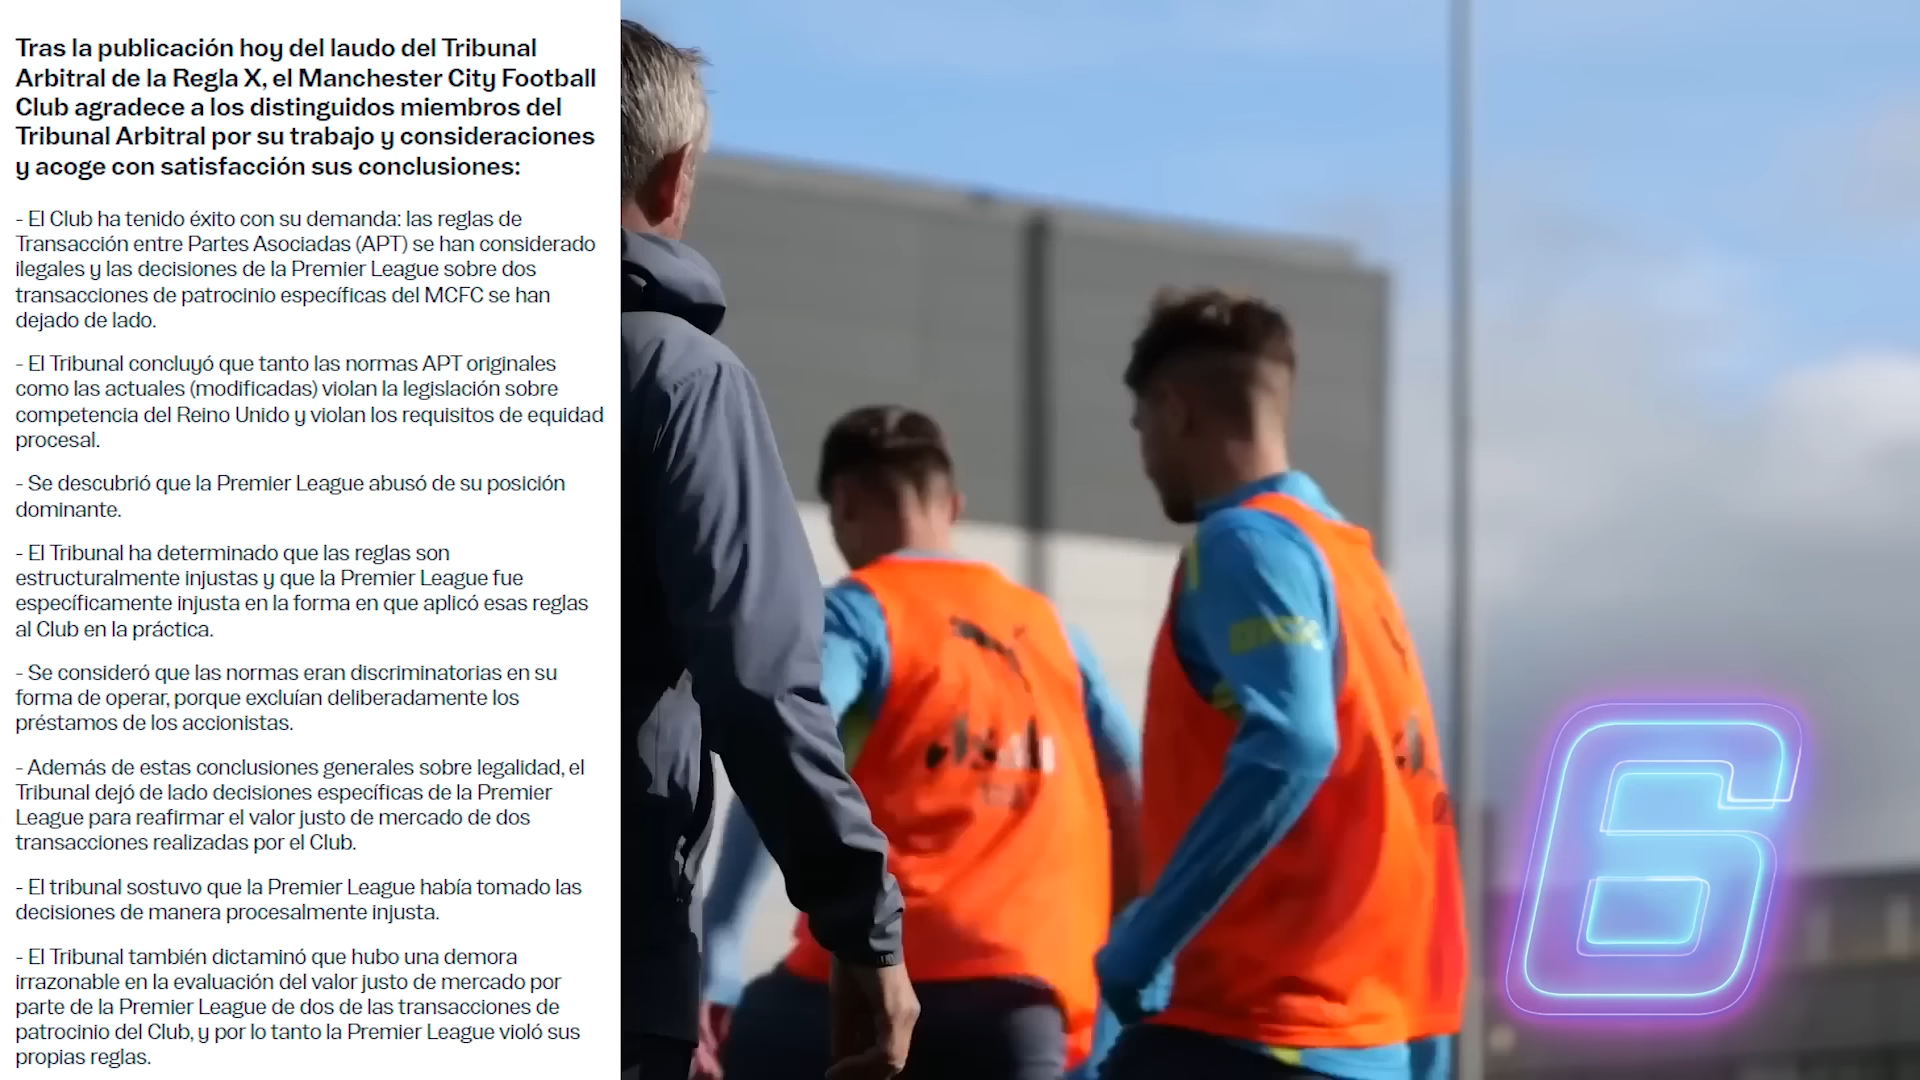 Tras la publicación hoy del laudo del Tribunal
Arbitral de la Regla X, el Manchester City Football
Club agradece a los distinguidos miembros del
Tribunal Arbitral por su trabajo y consideraciones
y acoge con satisfacción sus conclusiones:
- El Club ha tenido éxito con su demanda: las reglas de
Transacción entre Partes Asociadas (APT) se han considerado
ilegales y las decisiones de la Premier League sobre dos
transacciones de patrocinio específicas del MCFC se han
dejado de lado.
- El Tribunal concluyó que tanto las normas APT originales
como las actuales (modificadas) violan la legislación sobre
competencia del Reino Unido y violan los requisitos de equidad
procesal.
- Se descubrió que la Premier League abusó de su posición
dominante.
- El Tribunal ha determinado que las reglas son
estructuralmente injustas y que la Premier League fue
específicamente injusta en la forma en que aplicó esas reglas
al Club en la práctica.
- Se consideró que las normas eran discriminatorias en su
forma de operar, porque excluían deliberadamente los
préstamos de los accionistas.
- Además de estas conclusiones generales sobre legalidad, el
Tribunal dejó de lado decisiones específicas de la Premier
League para reafirmar el valor justo de mercado de dos
transacciones realizadas por el Club.
- El tribunal sostuvo que la Premier League había tomado las
decisiones de manera procesalmente injusta.
- El Tribunal también dictaminó que hubo una demora
irrazonable en la evaluación del valor justo de mercado por
parte de la Premier League de dos de las transacciones de
patrocinio del Club, y por lo tanto la Premier League violó sus
propias reglas.
6